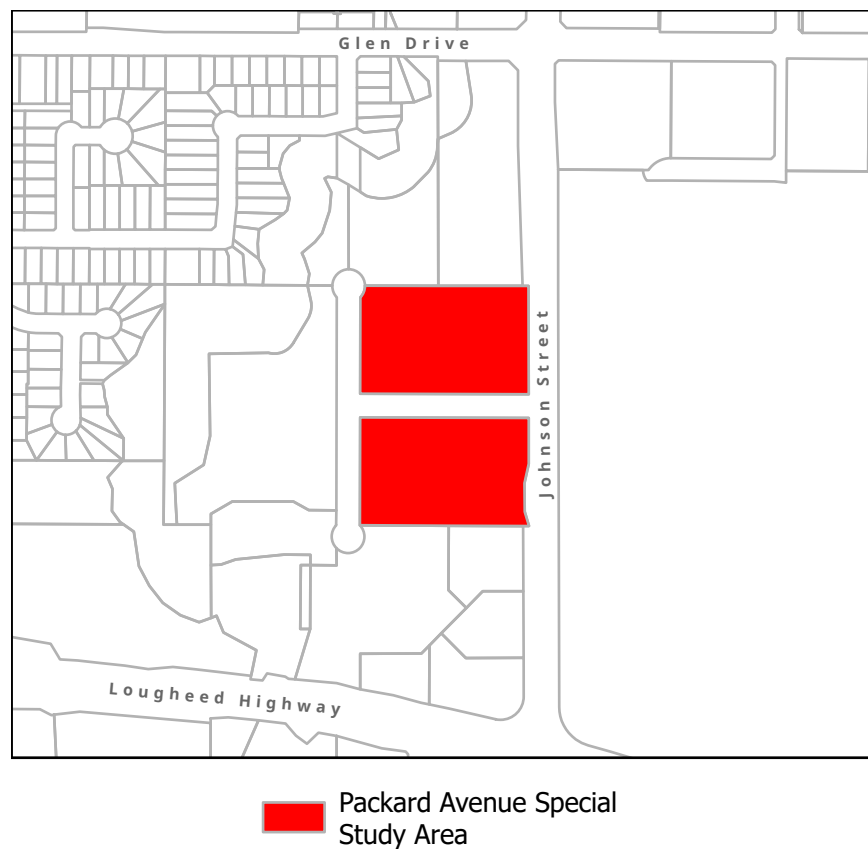 Glen Drive
Johnson Street
Lougheed Highway
Packard Avenue Special
Study Area